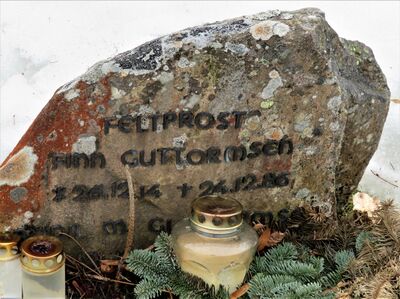 FELTPROST
FINN GUTTORMSEN
* 26.12.14 + 24.12.86